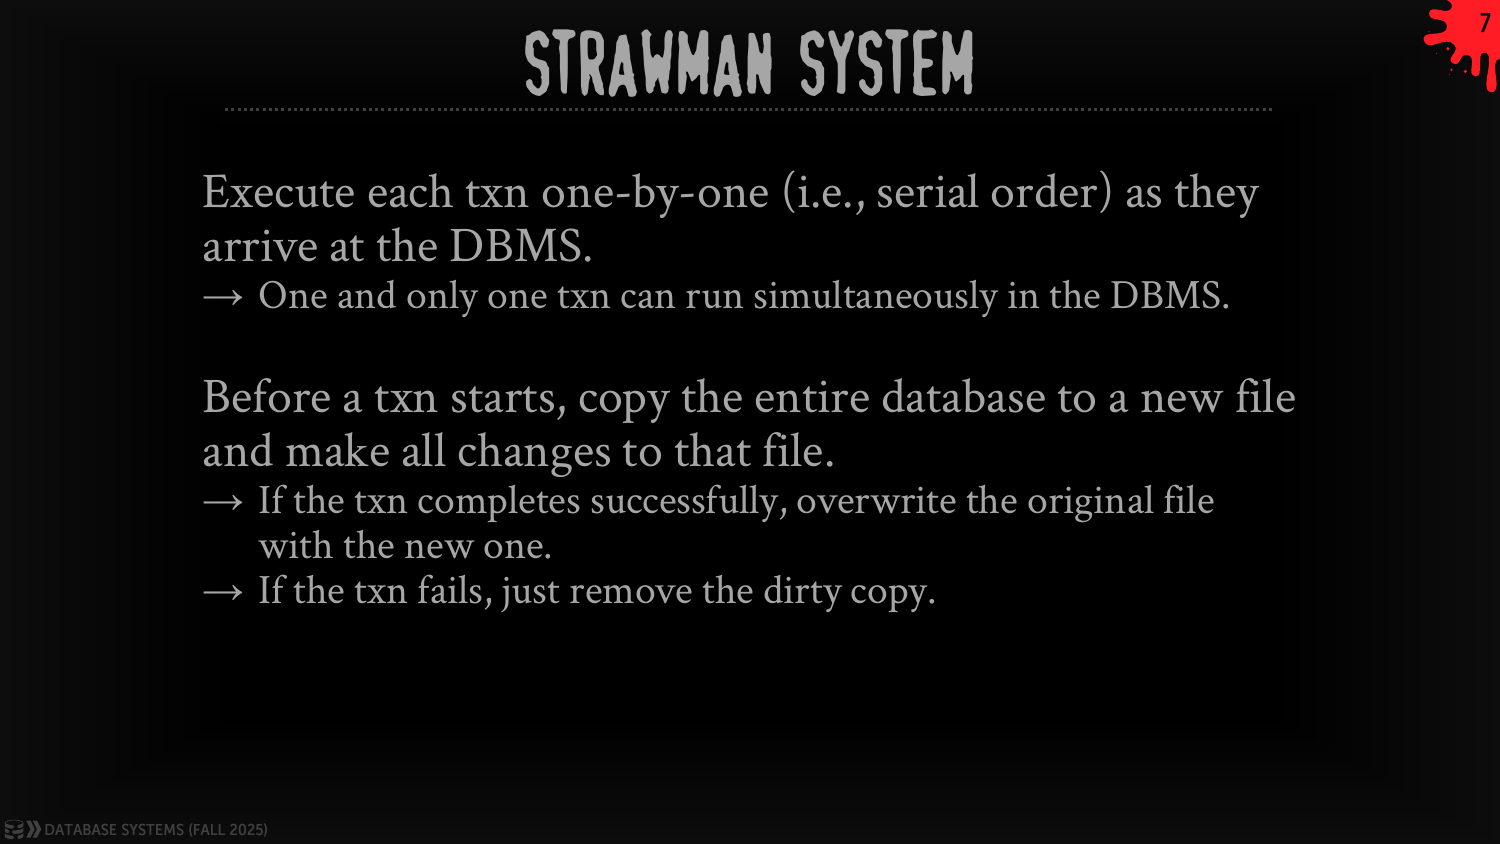 STRAWMAN SYSTEM
7
Execute each txn one-by-one (i.e., serial order) as they
arrive at the DBMS.
→ One and only one txn can run simultaneously in the DBMS.
Before a txn starts, copy the entire database to a new file
and make all changes to that file.
→ If the txn completes successfully, overwrite the original file
with the new one.
→ If the txn fails, just remove the dirty copy.
DATABASE SYSTEMS (FALL 2025)